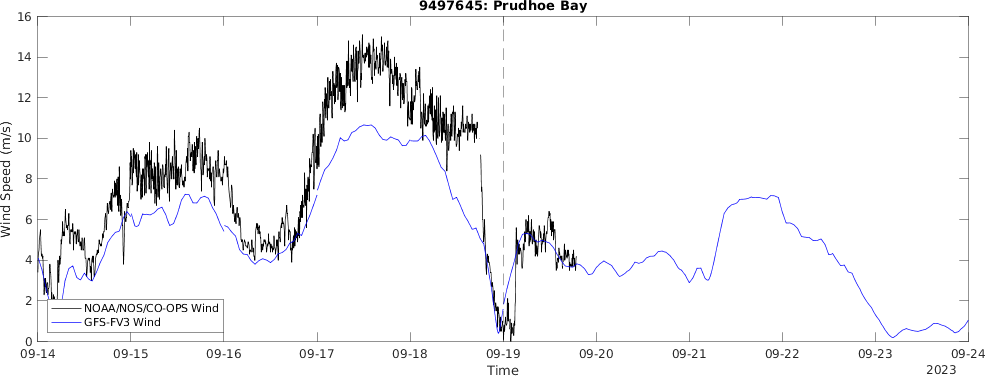 9497645: Prudhoe Bay
16
14
12
10
8
6
4
2
0
Wind Speed (m/s)
NOAA/NOS/CO-OPS Wind
GFS-FV3 Wind
09-14 09-15 09-16 09-17 09-18 09-19 09-20 09-21 09-22 09-23 09-24
Time
2023